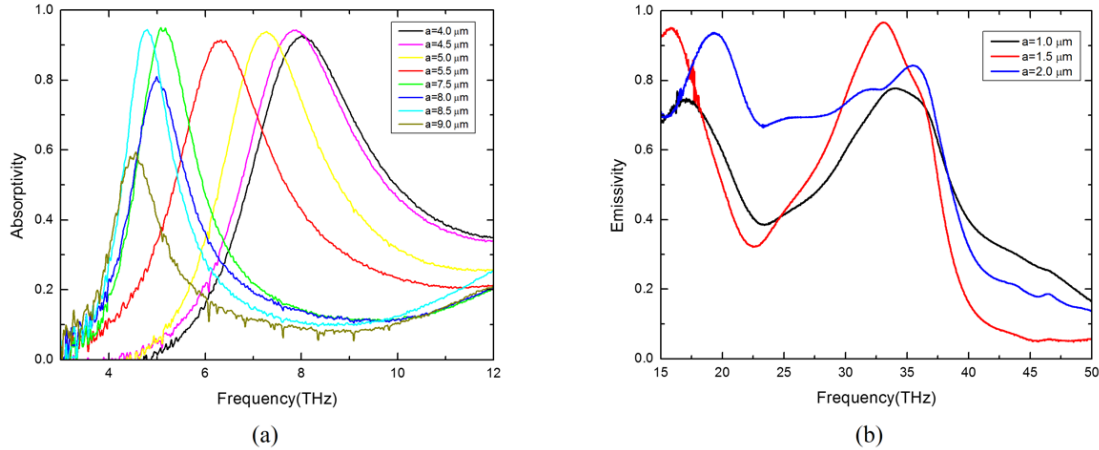 1.0
0.8
0.6
0.4
0.2
0.0
Absorptivity
a=4.0 μm
a=4.5 μm
a=5.0 μm
a=5.5 μm
a=7.5 μm
a=8.0 μm
a=8.5 μm
a=9.0 μm
4 6 8 10 12
Frequency(THz)
(a)
1.0
0.8
0.6
0.4
0.2
0.0
Emissivity
a=1.0 μm
a=1.5 μm
a=2.0 μm
15 20 25 30 35 40 45 50
Frequency(THz)
(b)